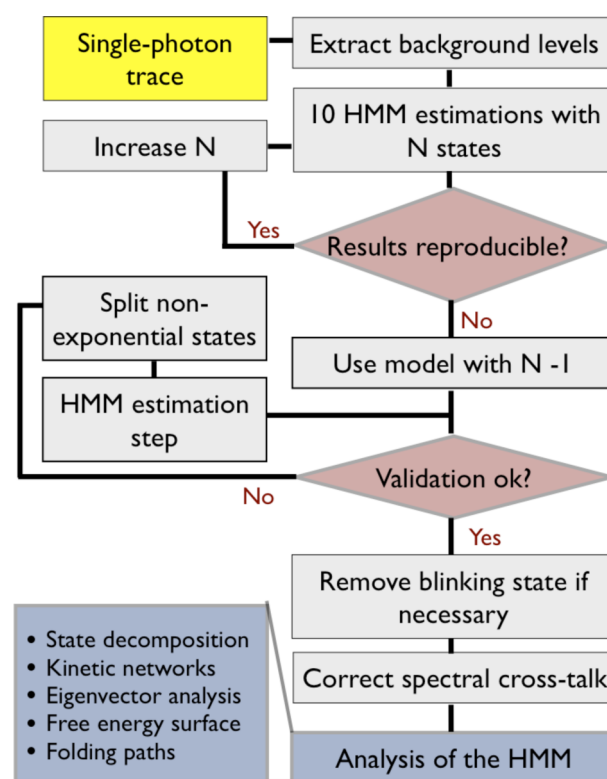 Single-photon
trace
Extract background levels
10 HMM estimations with
N states
Increase N
Yes
Results reproducible?
No
Split non-
exponential states
Use model with N -1
HMM estimation
step
Validation ok?
No
Yes
Remove blinking state if
necessary
Correct spectral cross-talk
• State decomposition
• Kinetic networks
• Eigenvector analysis
• Free energy surface
• Folding paths
Analysis of the HMM